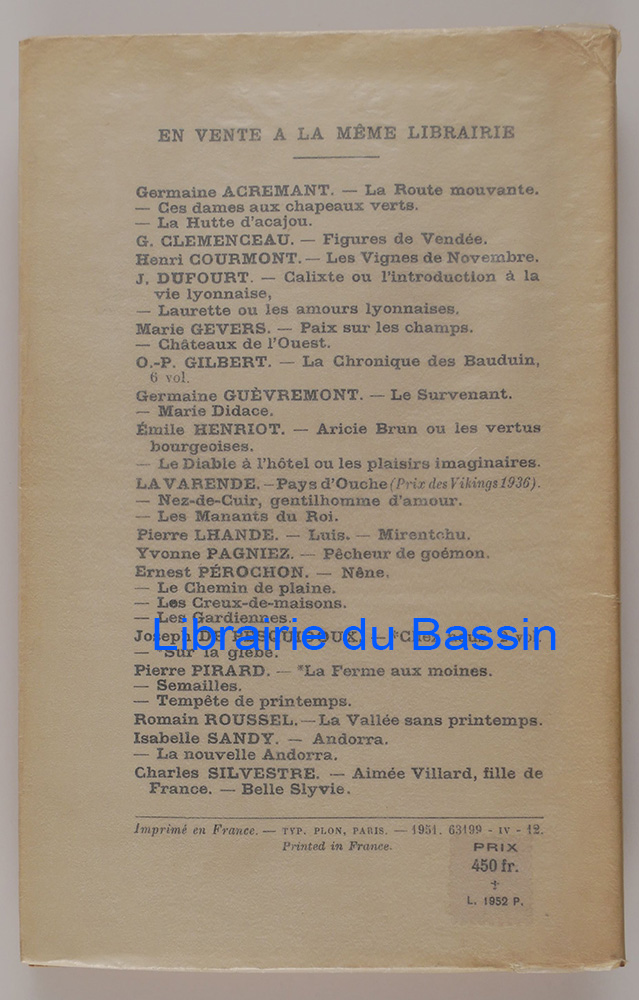 EN VENTE A LA MÊME LIBRAIRIE
Germaine ACREMANT. — La Route mouvante.
— Ces dames aux chapeaux verts.
— La Hutte d'acajou.
G. CLEMENCEAU. — Figures de Vendée.
Henri COURMONT. — Les Vignes de Novembre.
J. DUFOURT. — Calixte ou l'introduction à la
vie lyonnaise,
— Laurette ou les amours lyonnaises.
Marie GEVERS. — Paix sur les champs.
— Châteaux de l'Ouest.
O.-P. GILBERT. — La Chronique des Bauduin,
6 vol.
Germaine GUÈVREMONT. — Le Survenant.
— Marie Didace.
Émile HENRIOT. — Aricie Brun ou les vertus
bourgeoises.
— Le Diable à l'hôtel ou les plaisirs imaginaires.
LA VARENDE. — Pays d'Ouche (Prix des Vikings 1936).
— Nez-de-Cuir, gentilhomme d'amour.
— Les Manants du Roi.
Pierre LHANDE. — Luis. — Mirentchu.
Yvonne PAGNIEZ. — Pêcheur de goémon.
Ernest PÉROCHON. — Nêne.
— Le Chemin de plaine.
— Les Creux-de-maisons.
— Les Gardiennes.
Joseph DE PESQUIDOUX. — *Chez nous, 2 vol.
— *Sur la glèbe.
Librairie du Bassin
Pierre PIRARD. — *La Ferme aux moines.
— Semailles.
— Tempête de printemps.
Romain ROUSSEL. — La Vallée sans printemps.
Isabelle SANDY. — Andorra.
— La nouvelle Andorra.
Charles SILVESTRE. — Aimée Villard, fille de
France. — Belle Slyvie.
Imprimé en France. — TYP. PLON, PARIS. — 1951. 63199 - IV - 12.
Printed in France.
PRIX
450 fr.
✝
L. 1952 P.